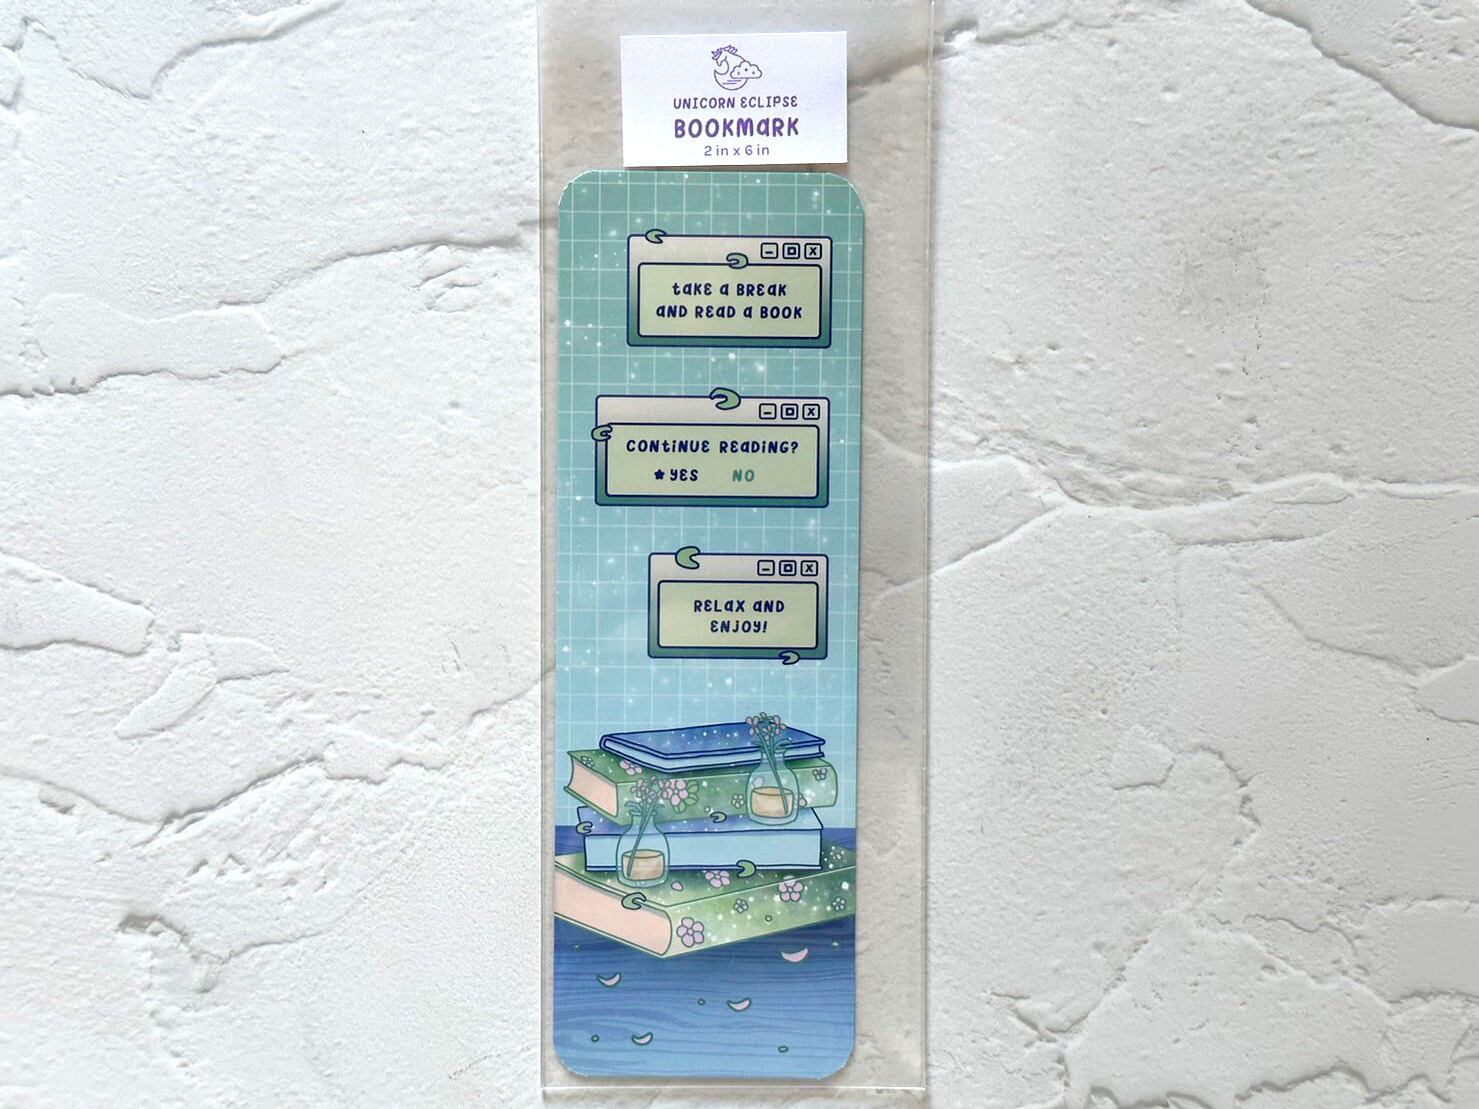 UNICORN ECLIPSE
BOOKMARK
2 in x 6 in
TAKE A BREAK
AND READ A BOOK
CONTINUE READING?
★YES NO
RELAX AND
ENJOY!